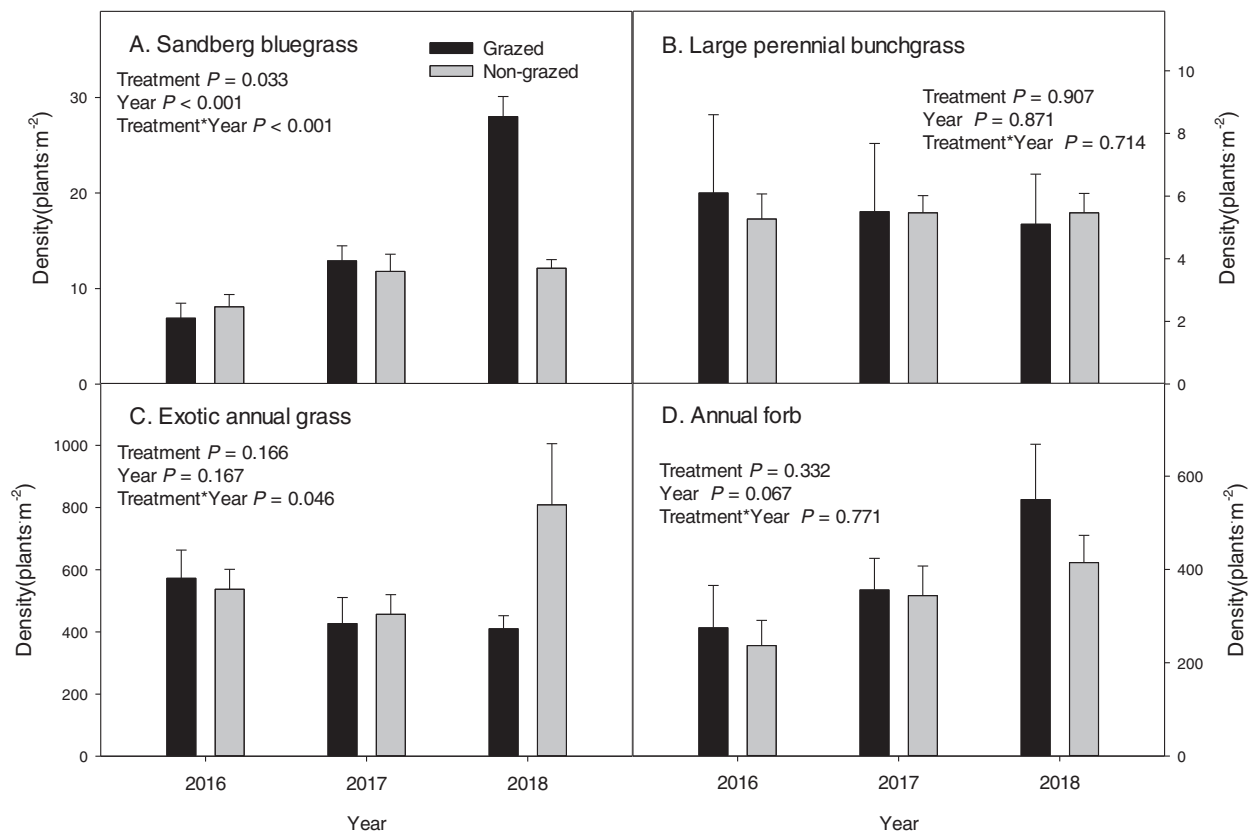 A. Sandberg bluegrass
Grazed
Non-grazed
Treatment P = 0.033
Year P < 0.001
Treatment*Year P < 0.001
30
20
10
0
Density(plants·m-2)
B. Large perennial bunchgrass
Treatment P = 0.907
Year P = 0.871
Treatment*Year P = 0.714
10
8
6
4
2
0
Density(plants·m-2)
C. Exotic annual grass
Treatment P = 0.166
Year P = 0.167
Treatment*Year P = 0.046
1000
800
600
400
200
0
Density(plants·m-2)
2016 2017 2018
Year
D. Annual forb
Treatment P = 0.332
Year P = 0.067
Treatment*Year P = 0.771
600
400
200
0
Density(plants·m-2)
2016 2017 2018
Year